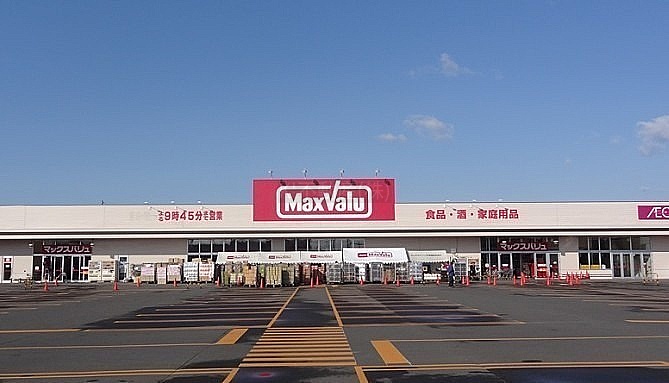 9時45分まで営業
MaxValu
食品・酒・家庭用品
マックスバリュ
マックスバリュ